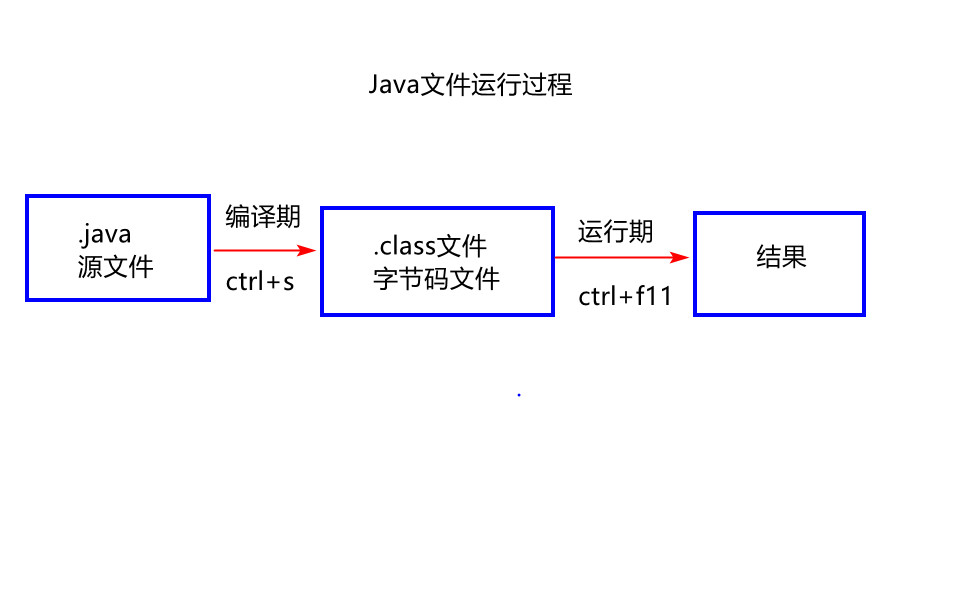 Java文件运行过程
.java
源文件
编译期
ctrl+s
.class文件
字节码文件
运行期
ctrl+f11
结果